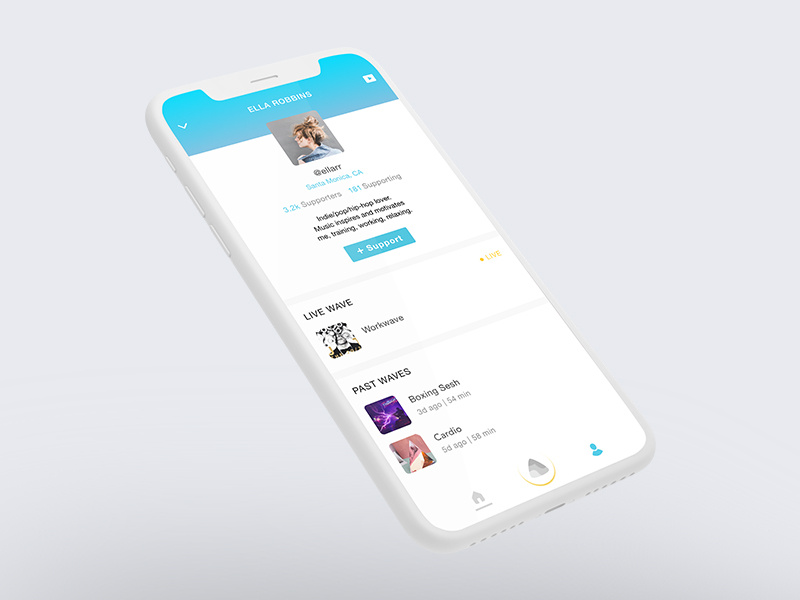 ELLA ROBBINS
@ellarr
Santa Monica, CA
3.2k Supporters 181 Supporting
Indie/pop/hip-hop lover.
Music inspires and motivates
me, training, working, relaxing.
+ Support
LIVE
LIVE WAVE
Workwave
PAST WAVES
Boxing Sesh
3d ago | 54 min
Cardio
5d ago | 58 min